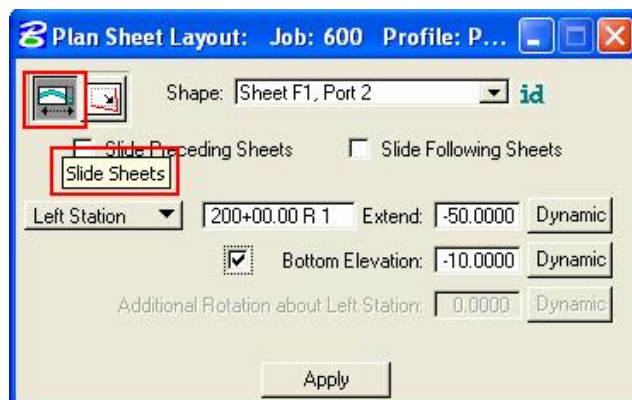 Plan Sheet Layout: Job: 600 Profile: P...
Shape: Sheet F1, Port 2 id
Slide Preceding Sheets Slide Following Sheets
Slide Sheets
Left Station 200+00.00 R 1 Extend: -50.0000 Dynamic
Bottom Elevation: -10.0000 Dynamic
Additional Rotation about Left Station: 0.0000 Dynamic
Apply